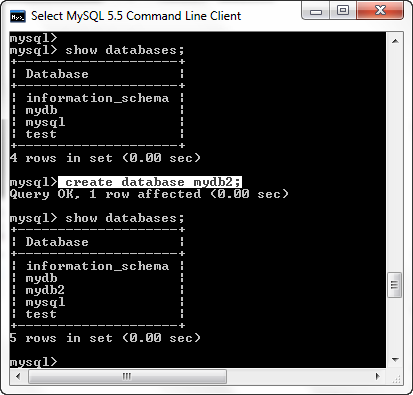 Select MySQL 5.5 Command Line Client
mysql>
mysql> show databases;
+--------------------+
| Database           |
+--------------------+
| information_schema |
| mydb               |
| mysql              |
| test               |
+--------------------+
4 rows in set (0.00 sec)
mysql> create database mydb2;
Query OK, 1 row affected (0.00 sec)
mysql> show databases;
+--------------------+
| Database           |
+--------------------+
| information_schema |
| mydb               |
| mydb2              |
| mysql              |
| test               |
+--------------------+
5 rows in set (0.00 sec)
mysql>